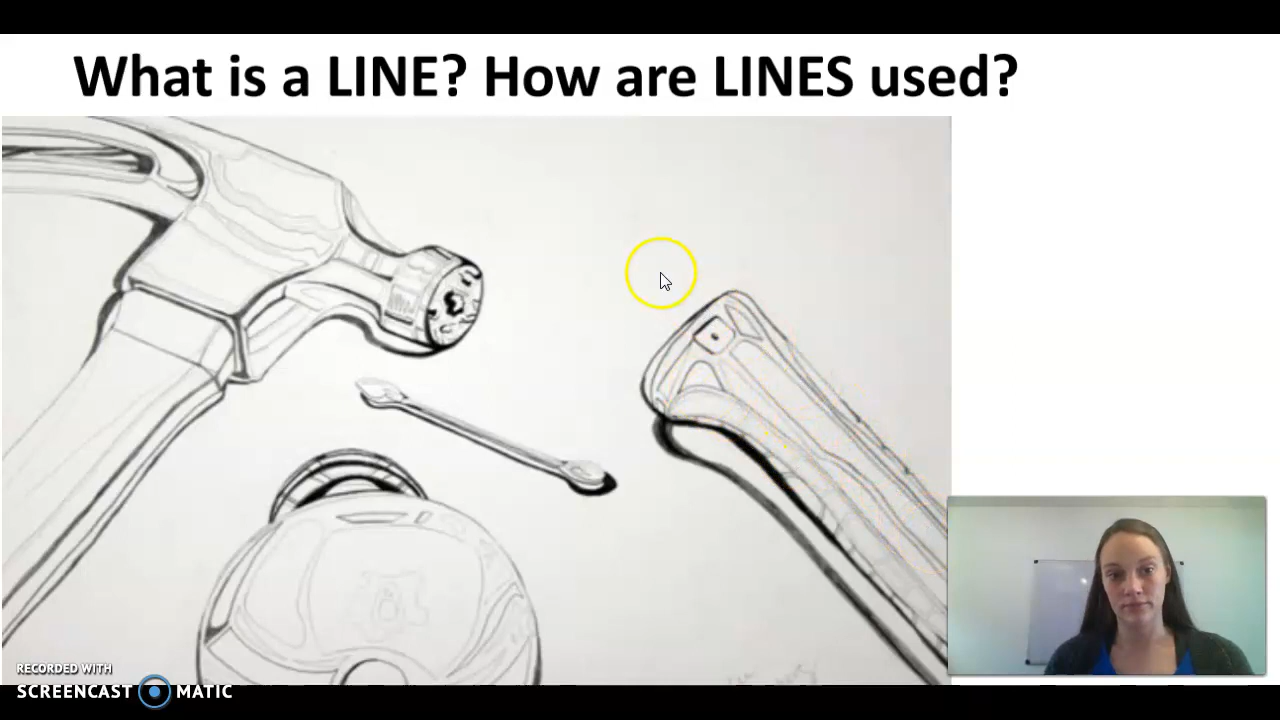 What is a LINE? How are LINES used?
RECORDED WITH
SCREENCAST MATIC